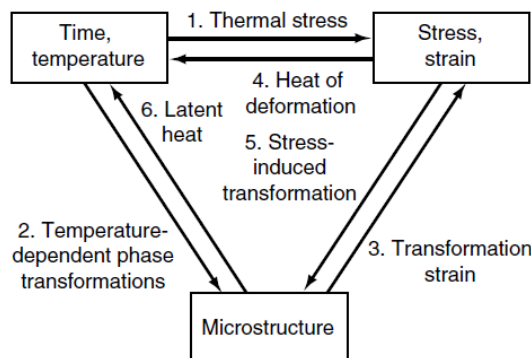 Time,
temperature
1. Thermal stress
Stress,
strain
4. Heat of
deformation
6. Latent
heat
5. Stress-
induced
transformation
2. Temperature-
dependent phase
transformations
3. Transformation
strain
Microstructure